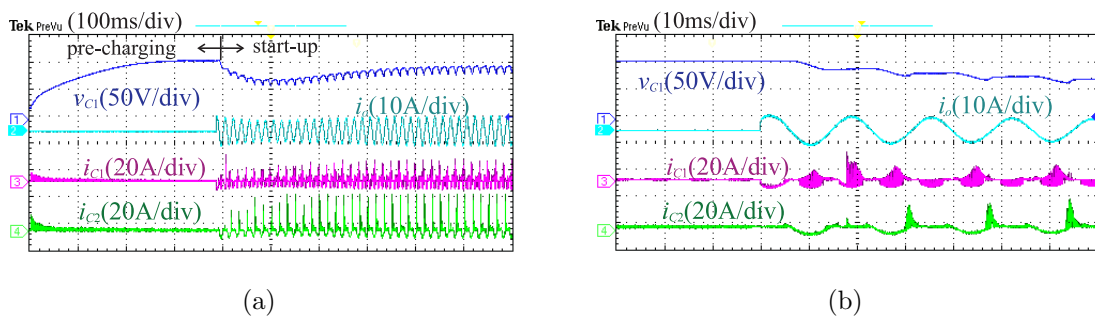 Tek PreVu (100ms/div)
pre-charging start-up
vC1(50V/div)
io(10A/div)
iC1(20A/div)
iC2(20A/div)
1
2
3
4
(a)
Tek PreVu (10ms/div)
vC1(50V/div)
io(10A/div)
iC1(20A/div)
iC2(20A/div)
1
2
3
4
(b)